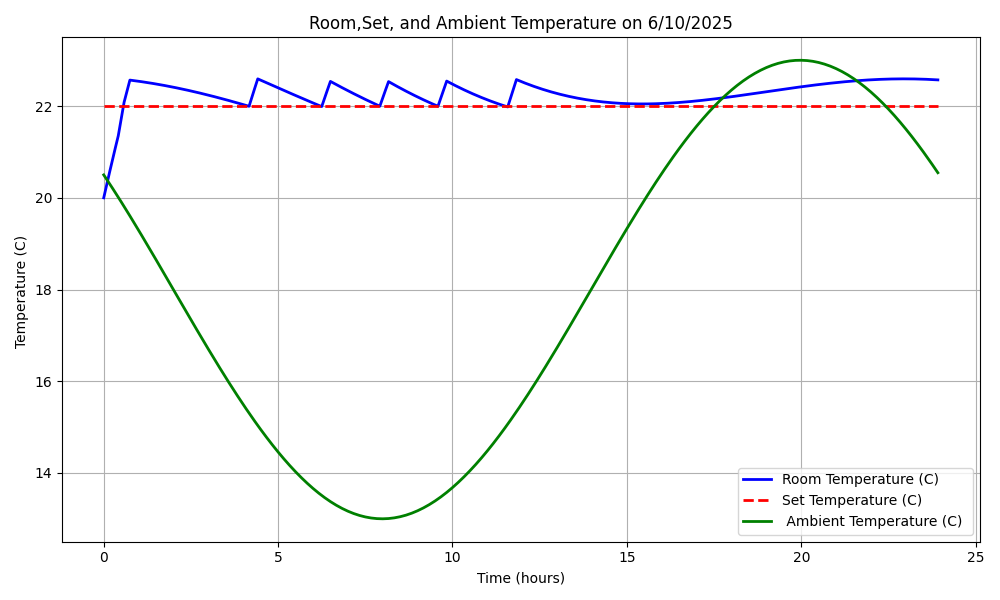 Room,Set, and Ambient Temperature on 6/10/2025
Temperature (C)
22
20
18
16
14
0
5
10
15
20
25
Time (hours)
Room Temperature (C)
Set Temperature (C)
Ambient Temperature (C)